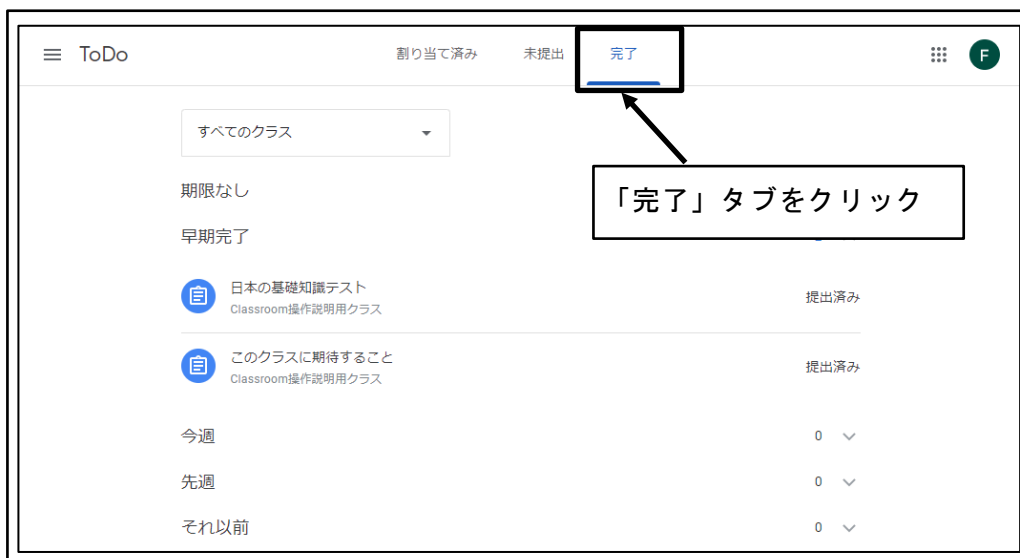 ToDo
割り当て済み 未提出 完了
F
すべてのクラス
「完了」タブをクリック
期限なし
早期完了
日本の基礎知識テスト
Classroom操作説明用クラス
提出済み
このクラスに期待すること
Classroom操作説明用クラス
提出済み
今週 0
先週 0
それ以前 0